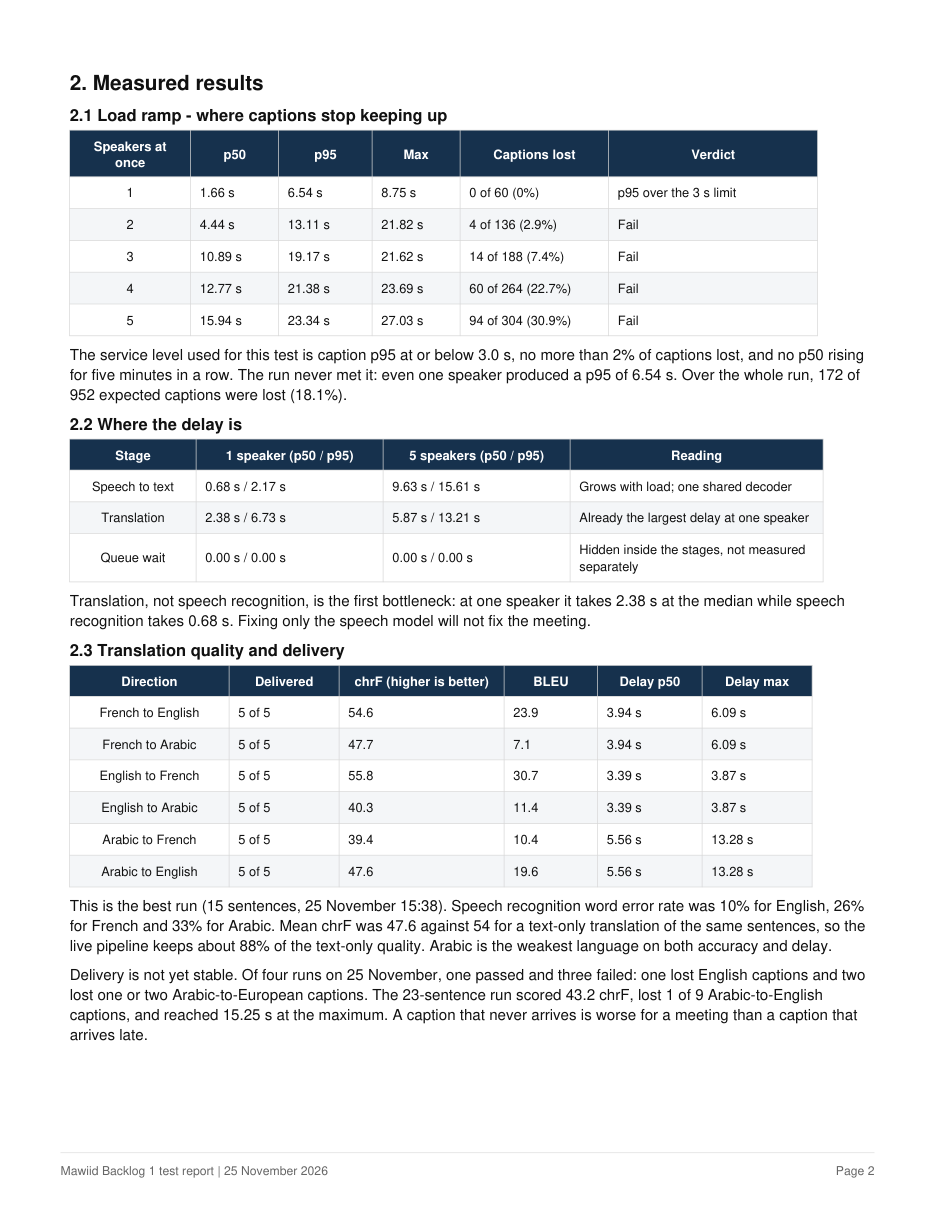 2. Measured results
2.1 Load ramp - where captions stop keeping up
Speakers at once | p50 | p95 | Max | Captions lost | Verdict
1 | 1.66 s | 6.54 s | 8.75 s | 0 of 60 (0%) | p95 over the 3 s limit
2 | 4.44 s | 13.11 s | 21.82 s | 4 of 136 (2.9%) | Fail
3 | 10.89 s | 19.17 s | 21.62 s | 14 of 188 (7.4%) | Fail
4 | 12.77 s | 21.38 s | 23.69 s | 60 of 264 (22.7%) | Fail
5 | 15.94 s | 23.34 s | 27.03 s | 94 of 304 (30.9%) | Fail
The service level used for this test is caption p95 at or below 3.0 s, no more than 2% of captions lost, and no p50 rising
for five minutes in a row. The run never met it: even one speaker produced a p95 of 6.54 s. Over the whole run, 172 of
952 expected captions were lost (18.1%).
2.2 Where the delay is
Stage | 1 speaker (p50 / p95) | 5 speakers (p50 / p95) | Reading
Speech to text | 0.68 s / 2.17 s | 9.63 s / 15.61 s | Grows with load; one shared decoder
Translation | 2.38 s / 6.73 s | 5.87 s / 13.21 s | Already the largest delay at one speaker
Queue wait | 0.00 s / 0.00 s | 0.00 s / 0.00 s | Hidden inside the stages, not measured separately
Translation, not speech recognition, is the first bottleneck: at one speaker it takes 2.38 s at the median while speech
recognition takes 0.68 s. Fixing only the speech model will not fix the meeting.
2.3 Translation quality and delivery
Direction | Delivered | chrF (higher is better) | BLEU | Delay p50 | Delay max
French to English | 5 of 5 | 54.6 | 23.9 | 3.94 s | 6.09 s
French to Arabic | 5 of 5 | 47.7 | 7.1 | 3.94 s | 6.09 s
English to French | 5 of 5 | 55.8 | 30.7 | 3.39 s | 3.87 s
English to Arabic | 5 of 5 | 40.3 | 11.4 | 3.39 s | 3.87 s
Arabic to French | 5 of 5 | 39.4 | 10.4 | 5.56 s | 13.28 s
Arabic to English | 5 of 5 | 47.6 | 19.6 | 5.56 s | 13.28 s
This is the best run (15 sentences, 25 November 15:38). Speech recognition word error rate was 10% for English, 26%
for French and 33% for Arabic. Mean chrF was 47.6 against 54 for a text-only translation of the same sentences, so the
live pipeline keeps about 88% of the text-only quality. Arabic is the weakest language on both accuracy and delay.
Delivery is not yet stable. Of four runs on 25 November, one passed and three failed: one lost English captions and two
lost one or two Arabic-to-European captions. The 23-sentence run scored 43.2 chrF, lost 1 of 9 Arabic-to-English
captions, and reached 15.25 s at the maximum. A caption that never arrives is worse for a meeting than a caption that
arrives late.
Mawiid Backlog 1 test report | 25 November 2026
Page 2